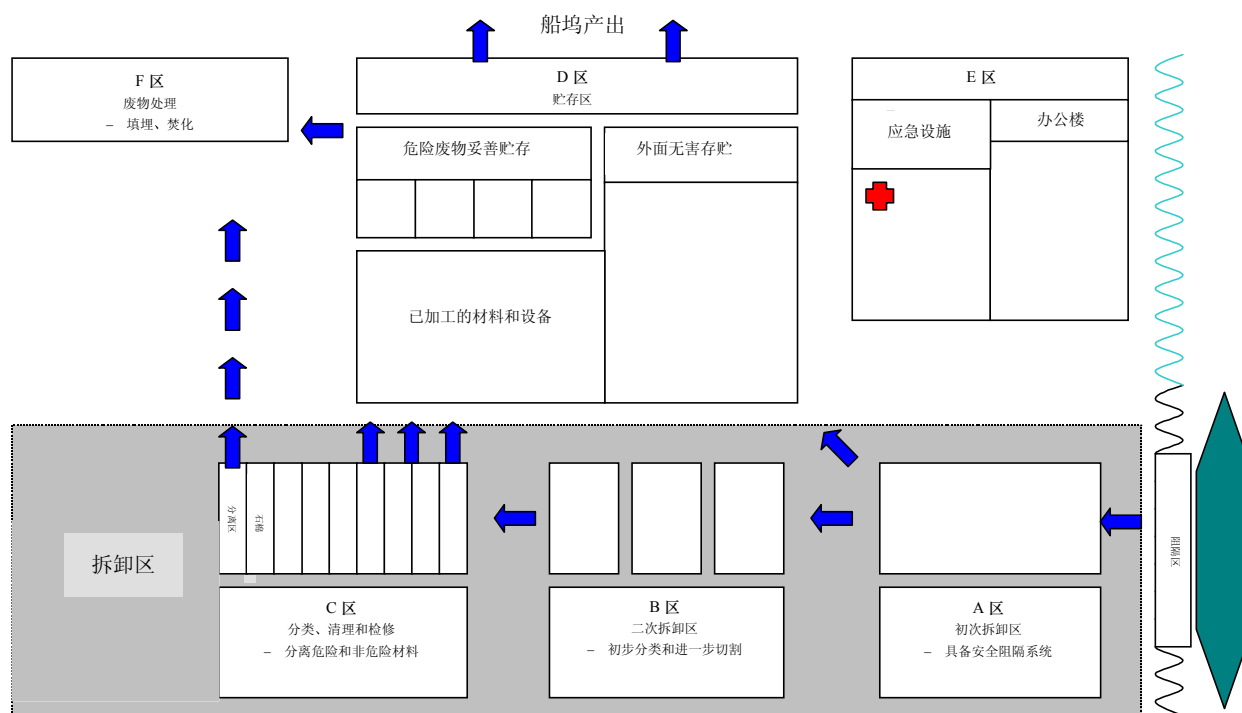 船坞产出
F 区
废物处理
– 填埋、焚化
D 区
贮存区
E 区
应急设施
办公楼
危险废物妥善贮存
外面无害存贮
已加工的材料和设备
分离区
石棉
阻隔区
拆卸区
C 区
分类、清理和检修
– 分离危险和非危险材料
B 区
二次拆卸区
– 初步分类和进一步切割
A 区
初次拆卸区
– 具备安全阻隔系统